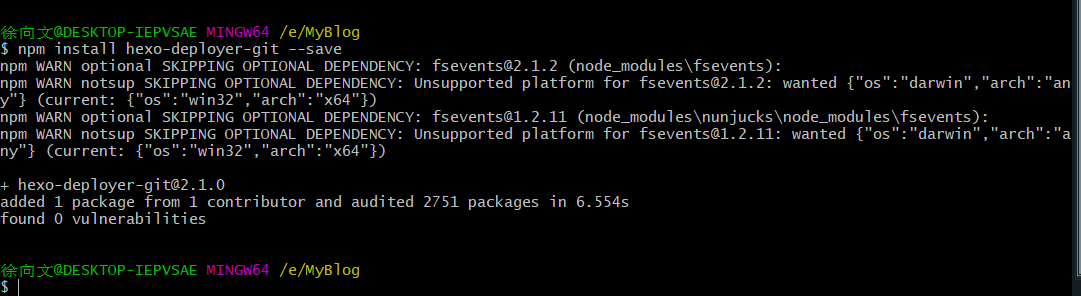 徐向文@DESKTOP-IEPVSAE MINGW64 /e/MyBlog
$ npm install hexo-deployer-git --save
npm WARN optional SKIPPING OPTIONAL DEPENDENCY: fsevents@2.1.2 (node_modules\fsevents):
npm WARN notsup SKIPPING OPTIONAL DEPENDENCY: Unsupported platform for fsevents@2.1.2: wanted {"os":"darwin","arch":"an
y"} (current: {"os":"win32","arch":"x64"})
npm WARN optional SKIPPING OPTIONAL DEPENDENCY: fsevents@1.2.11 (node_modules\nunjucks\node_modules\fsevents):
npm WARN notsup SKIPPING OPTIONAL DEPENDENCY: Unsupported platform for fsevents@1.2.11: wanted {"os":"darwin","arch":"a
ny"} (current: {"os":"win32","arch":"x64"})
+ hexo-deployer-git@2.1.0
added 1 package from 1 contributor and audited 2751 packages in 6.554s
found 0 vulnerabilities
徐向文@DESKTOP-IEPVSAE MINGW64 /e/MyBlog
$